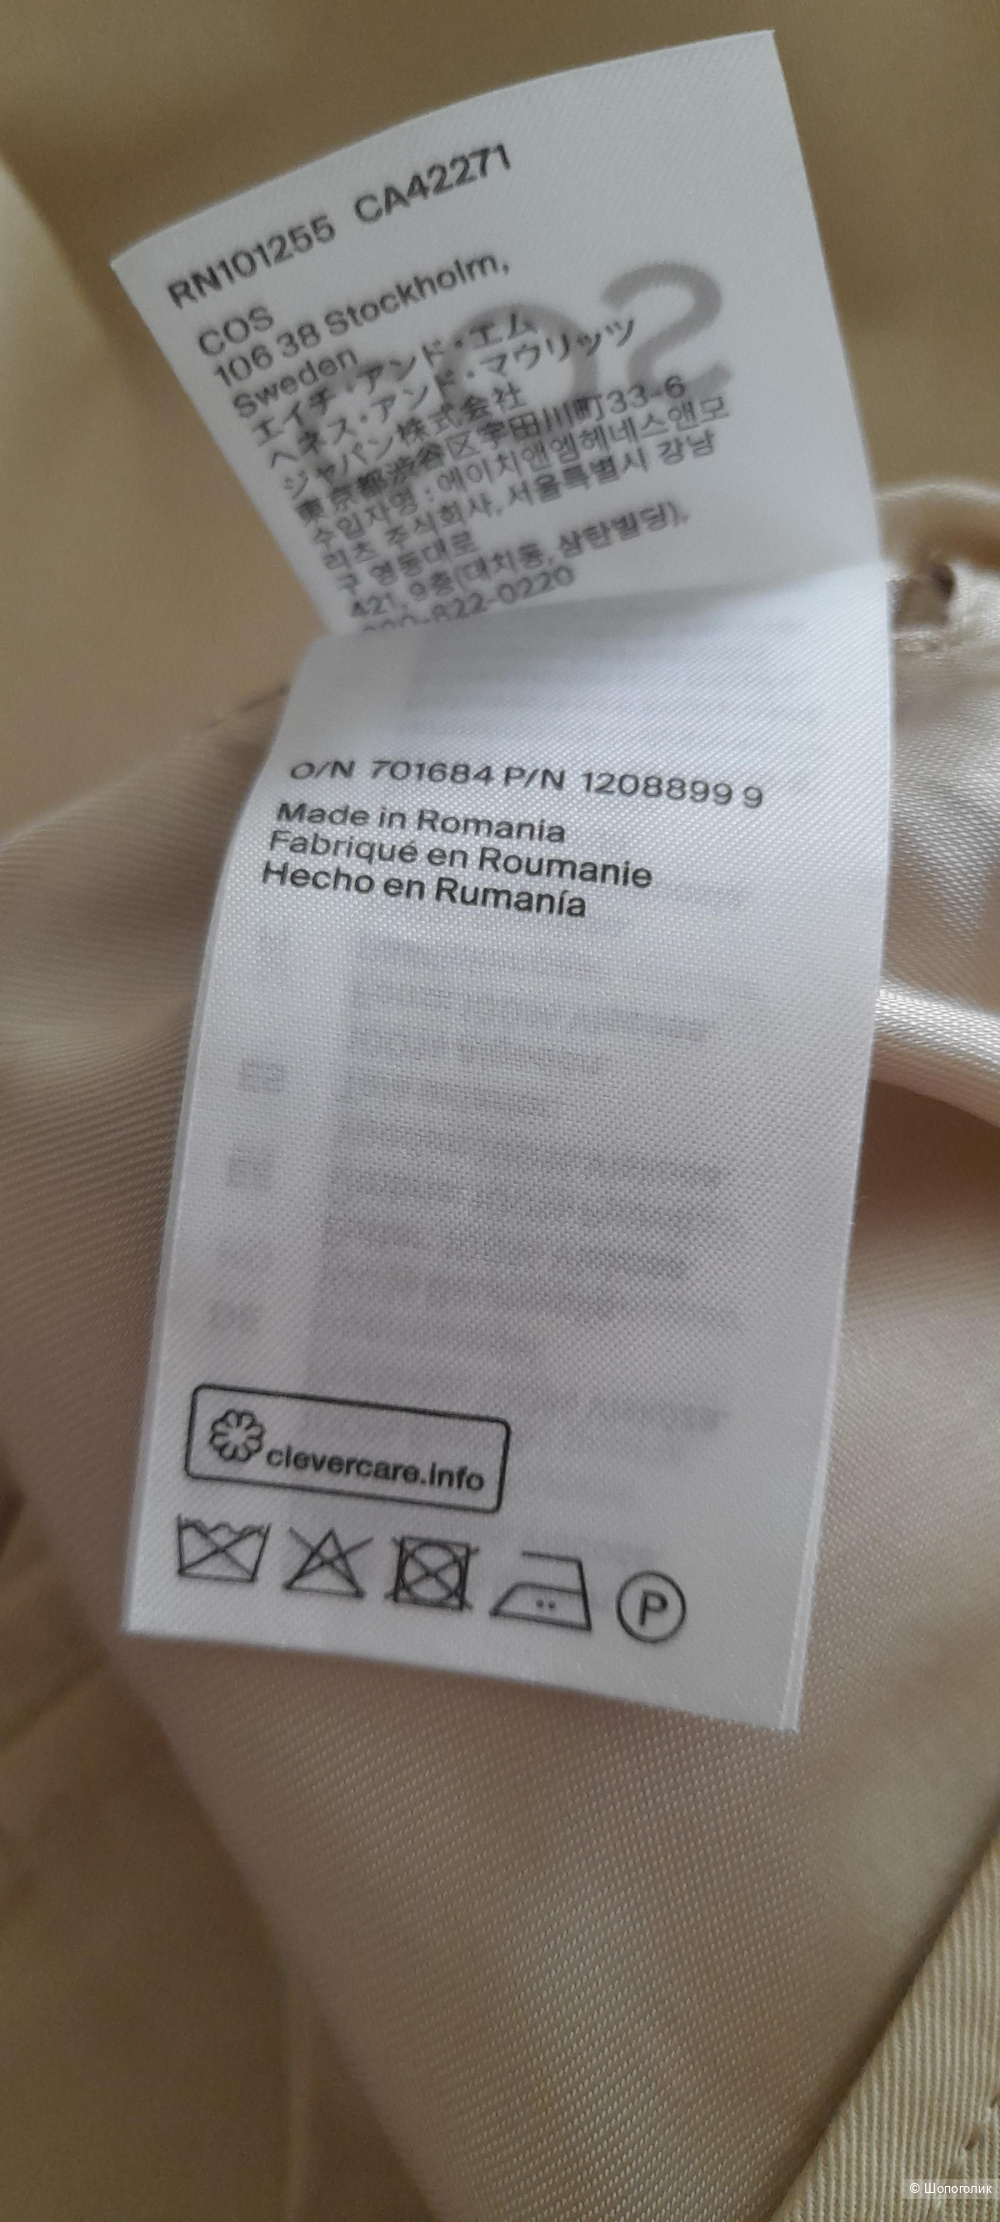 RN101255 CA42271
COS
106 38 Stockholm,
Sweden
エイチ・アンド・エム
ヘネス・アンド・マウリッツ
ジャパン株式会社
東京都渋谷区宇田川町33-6
수입자명 : 에이치앤엠헤네스앤모
리츠 주식회사, 서울특별시 강남
구 영동대로
421, 9층(대치동, 삼탄빌딩),
-822-0220
O/N 701684 P/N 1208899 9
Made in Romania
Fabriqué en Roumanie
Hecho en Rumanía
clevercare.info
P
© Шопоголик